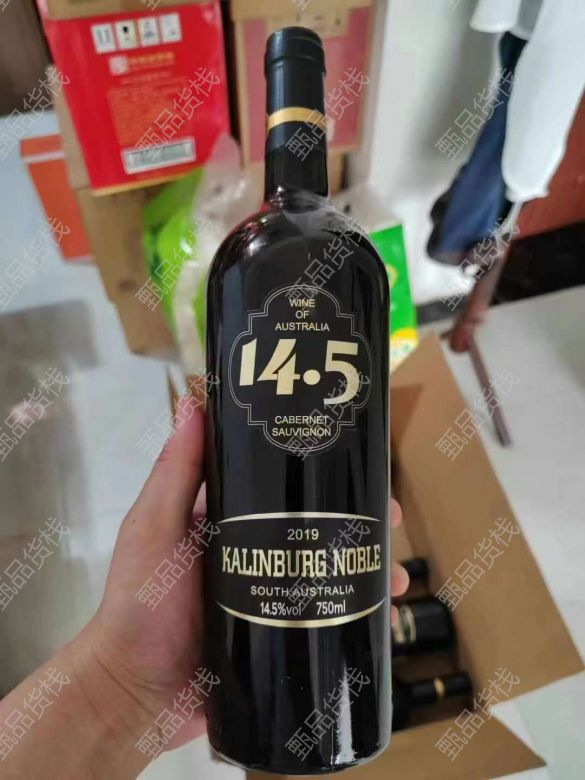 WINE
OF
AUSTRALIA
14.5
CABERNET
SAUVIGNON
2019
KALINBURG NOBLE
SOUTH AUSTRALIA
14.5%vol 750ml
甄品货栈